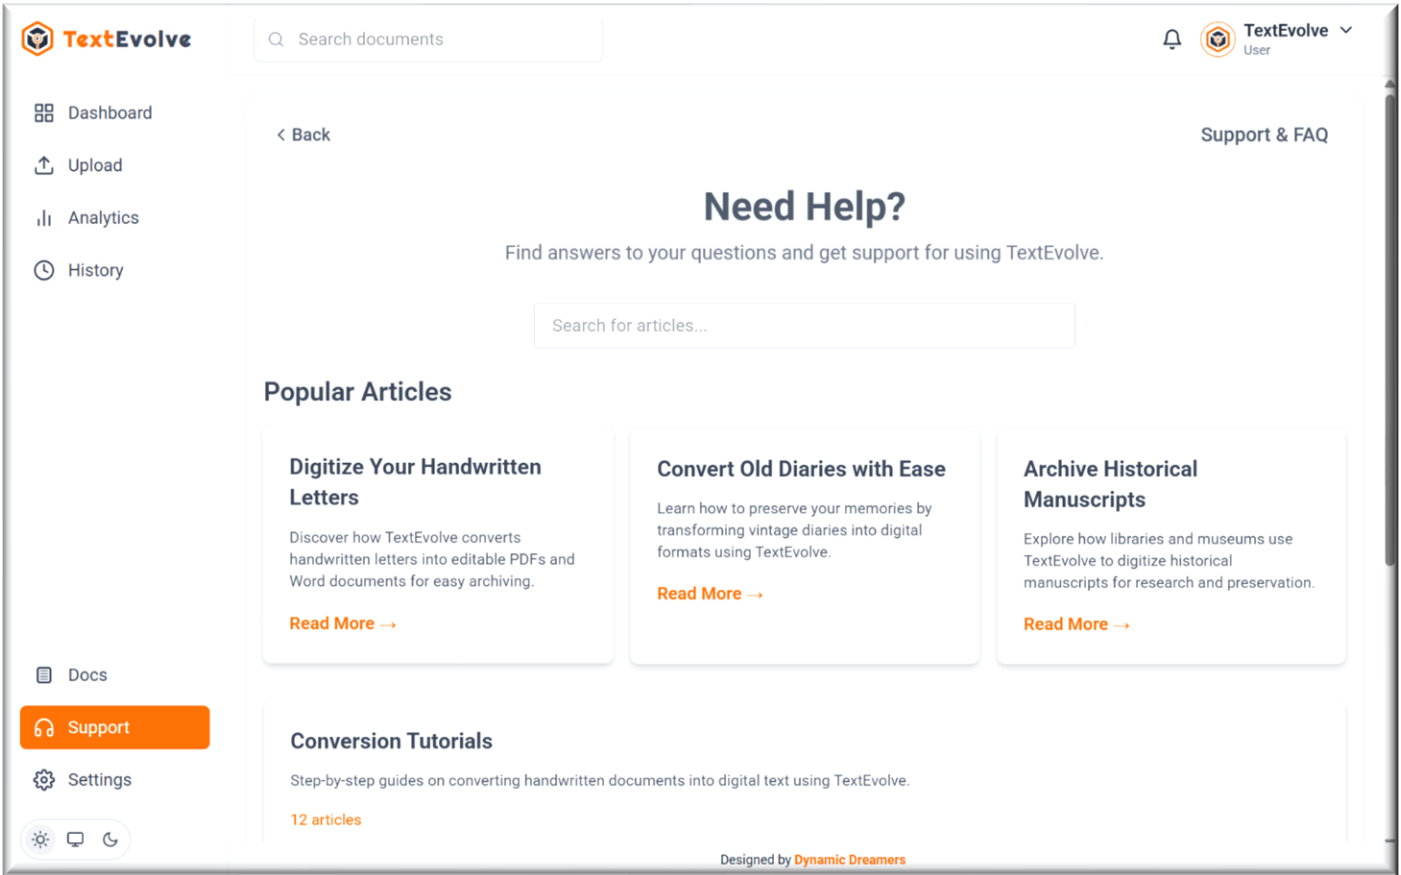 TextEvolve
Search documents
TextEvolve
User
Dashboard
Upload
Analytics
History
Docs
Support
Settings
Back
Support & FAQ
Need Help?
Find answers to your questions and get support for using TextEvolve.
Search for articles...
Popular Articles
Digitize Your Handwritten
Letters
Discover how TextEvolve converts
handwritten letters into editable PDFs and
Word documents for easy archiving.
Read More →
Convert Old Diaries with Ease
Learn how to preserve your memories by
transforming vintage diaries into digital
formats using TextEvolve.
Read More →
Archive Historical
Manuscripts
Explore how libraries and museums use
TextEvolve to digitize historical
manuscripts for research and preservation.
Read More →
Conversion Tutorials
Step-by-step guides on converting handwritten documents into digital text using TextEvolve.
12 articles
Designed by Dynamic Dreamers